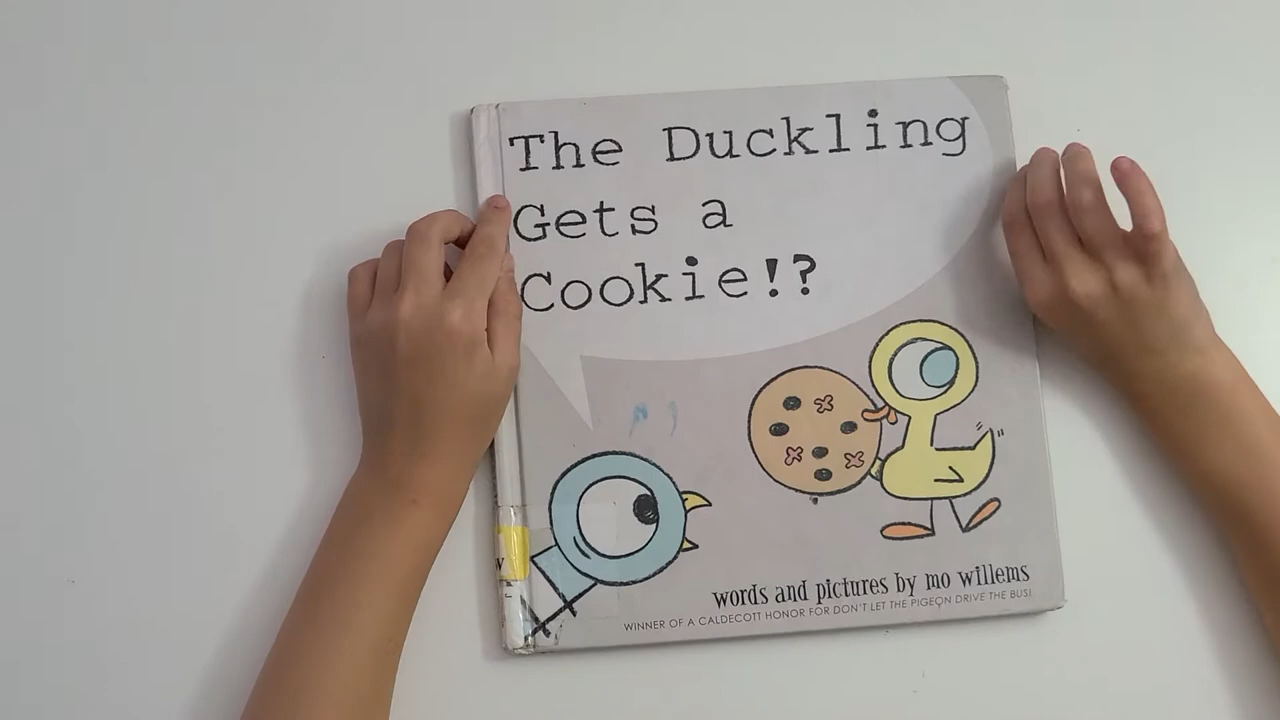 The Duckling
Gets a
Cookie!?
words and pictures by mo willems
WINNER OF A CALDECOTT HONOR FOR DON'T LET THE PIGEON DRIVE THE BUS!
W